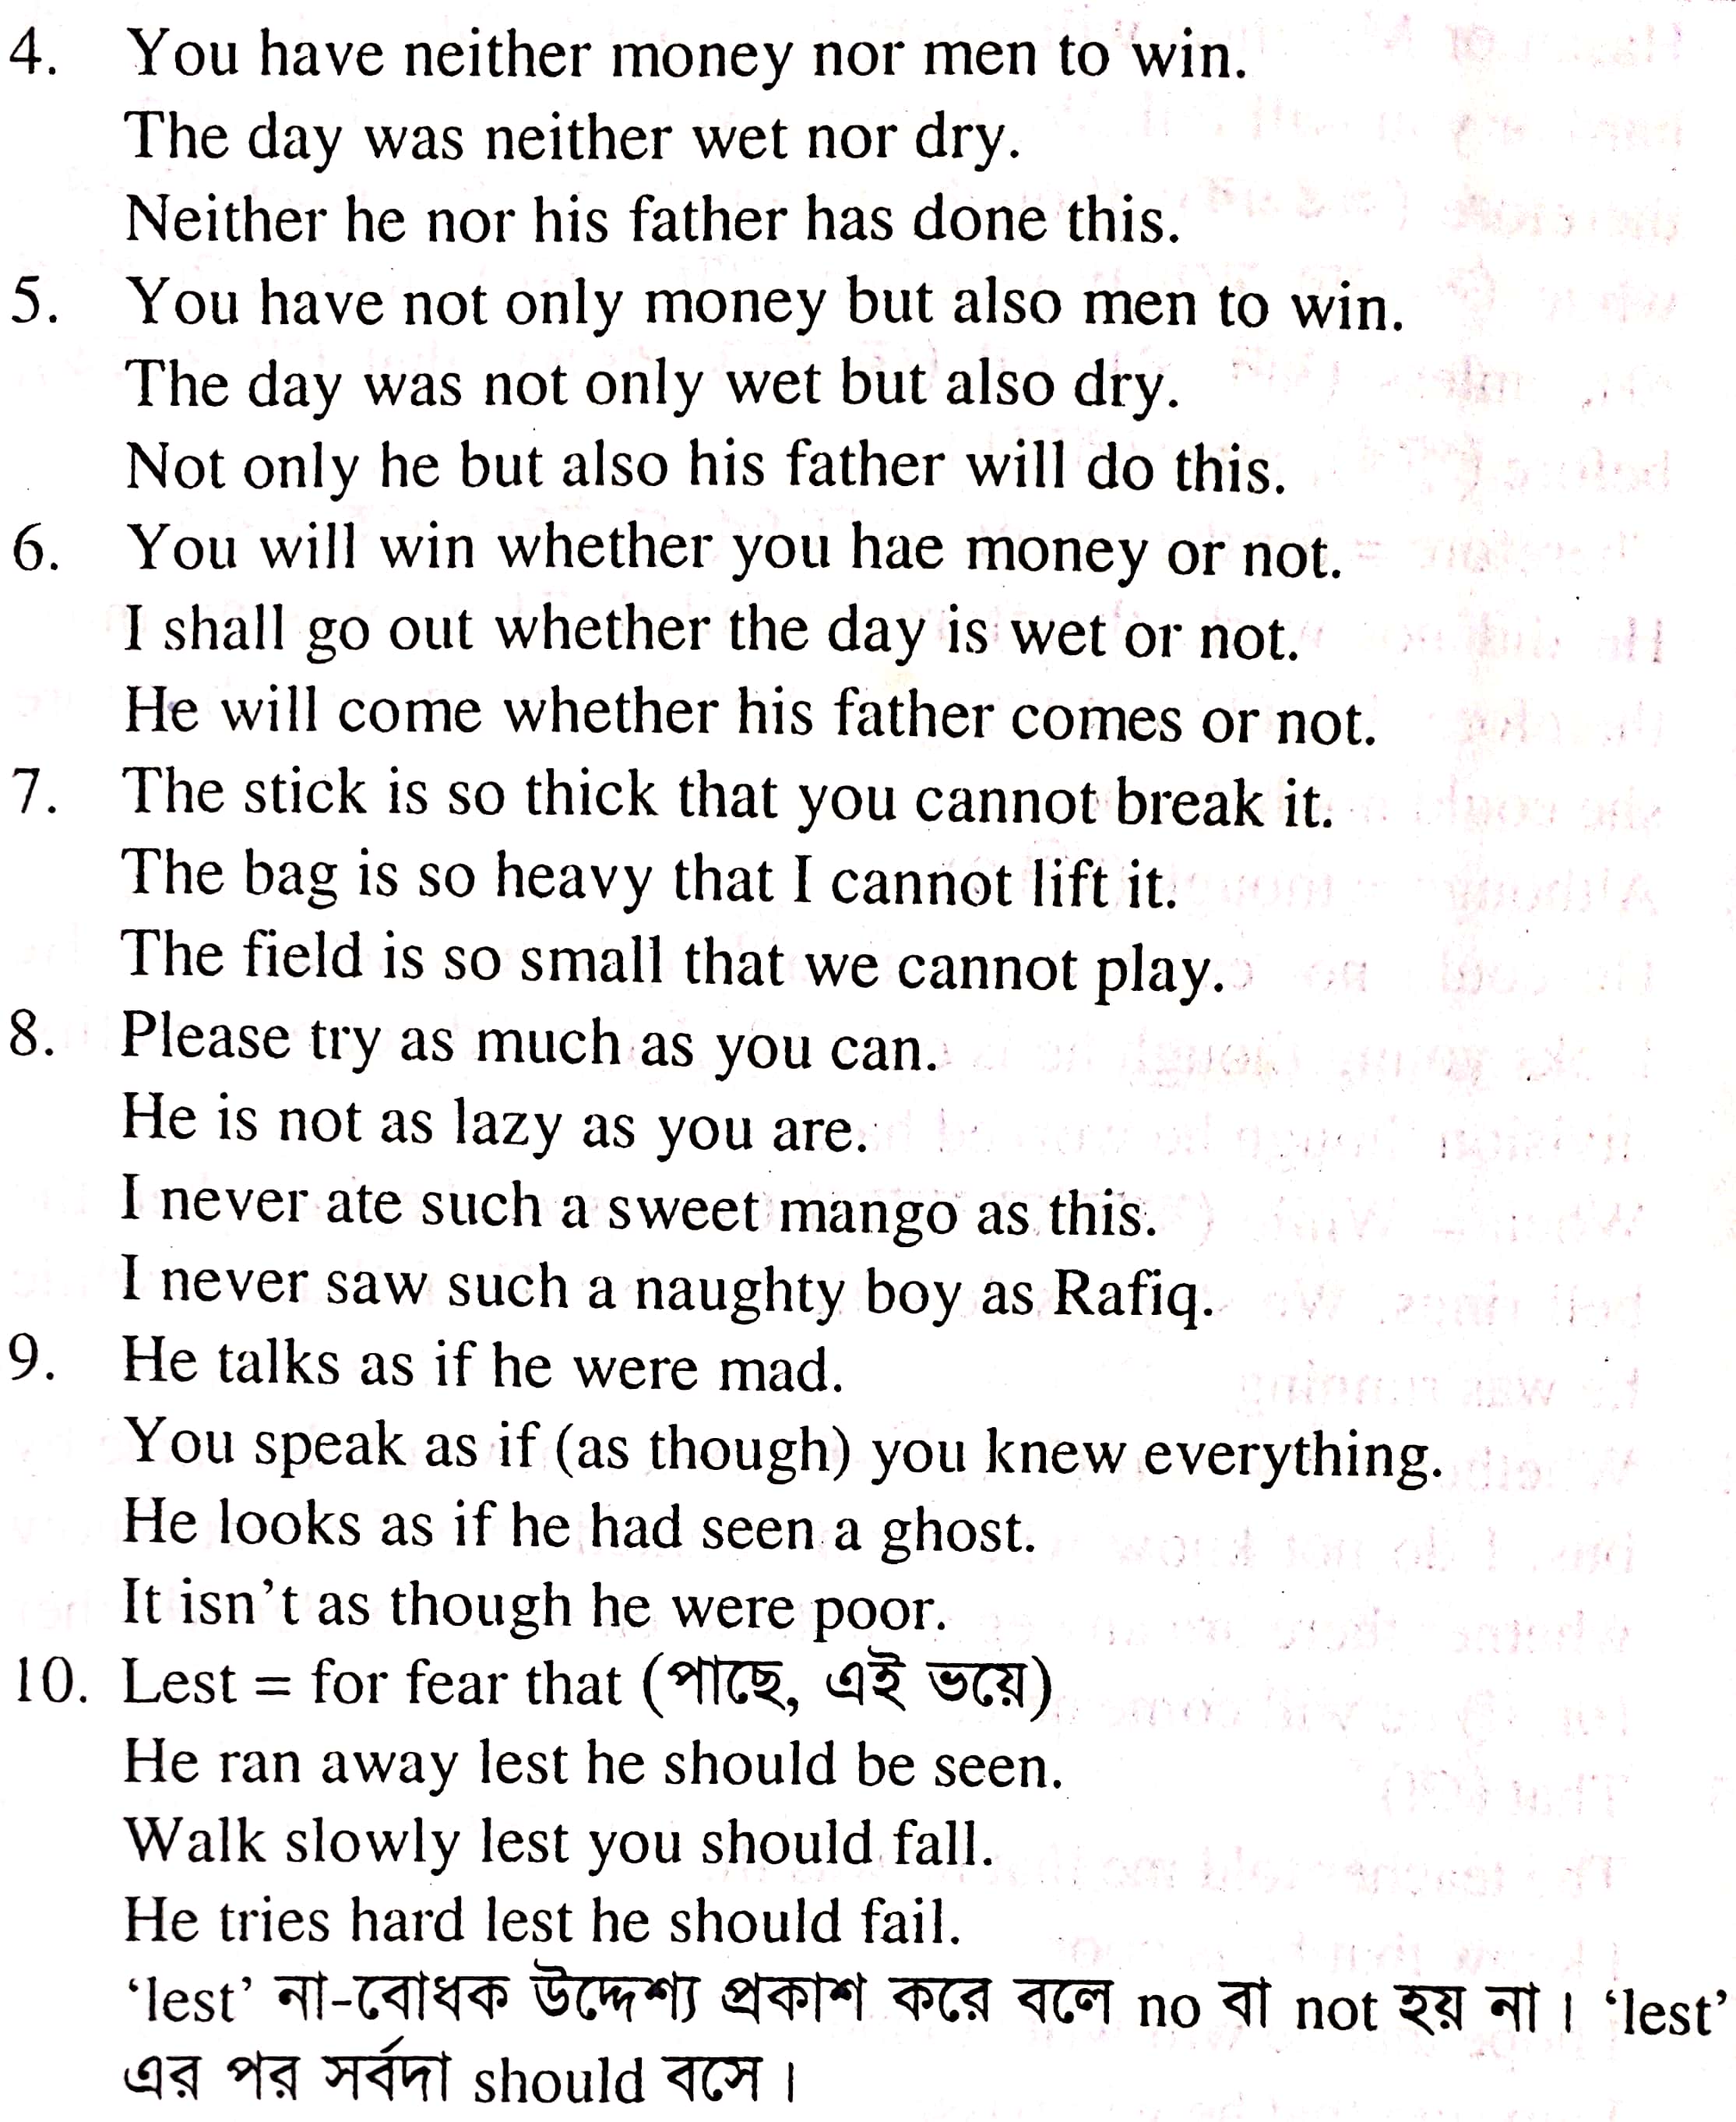 4. You have neither money nor men to win.
The day was neither wet nor dry.
Neither he nor his father has done this.
5. You have not only money but also men to win.
The day was not only wet but also dry.
Not only he but also his father will do this.
6. You will win whether you hae money or not.
I shall go out whether the day is wet or not.
He will come whether his father comes or not.
7. The stick is so thick that you cannot break it.
The bag is so heavy that I cannot lift it.
The field is so small that we cannot play.
8. Please try as much as you can.
He is not as lazy as you are.
I never ate such a sweet mango as this.
I never saw such a naughty boy as Rafiq.
9. He talks as if he were mad.
You speak as if (as though) you knew everything.
He looks as if he had seen a ghost.
It isn’t as though he were poor.
10. Lest = for fear that (পাছে, এই ভয়ে)
He ran away lest he should be seen.
Walk slowly lest you should fall.
He tries hard lest he should fail.
‘lest’ না-বোধক উদ্দেশ্য প্রকাশ করে বলে no বা not হয় না। ‘lest’
এর পর সর্বদা should বসে।